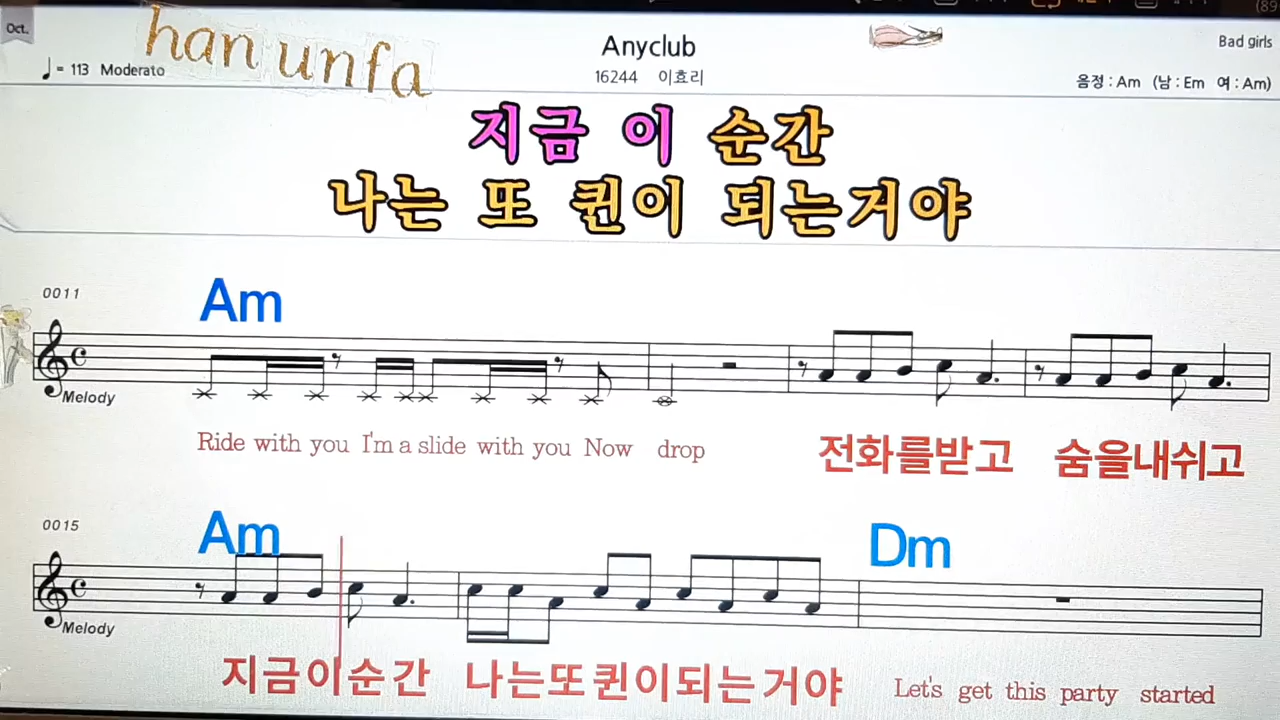 Oct.
han unfa
Anyclub
Bad girls
= 113 Moderato
16244 이효리
음정 : Am (남 : Em 여 : Am)
지금 이 순간
나는 또 퀸이 되는거야
0011
Am
Melody
Ride with you I'm a slide with you Now drop
전화를받고 숨을내쉬고
0015
Am
Dm
Melody
지금이순간 나는또퀸이되는거야 Let's get this party started